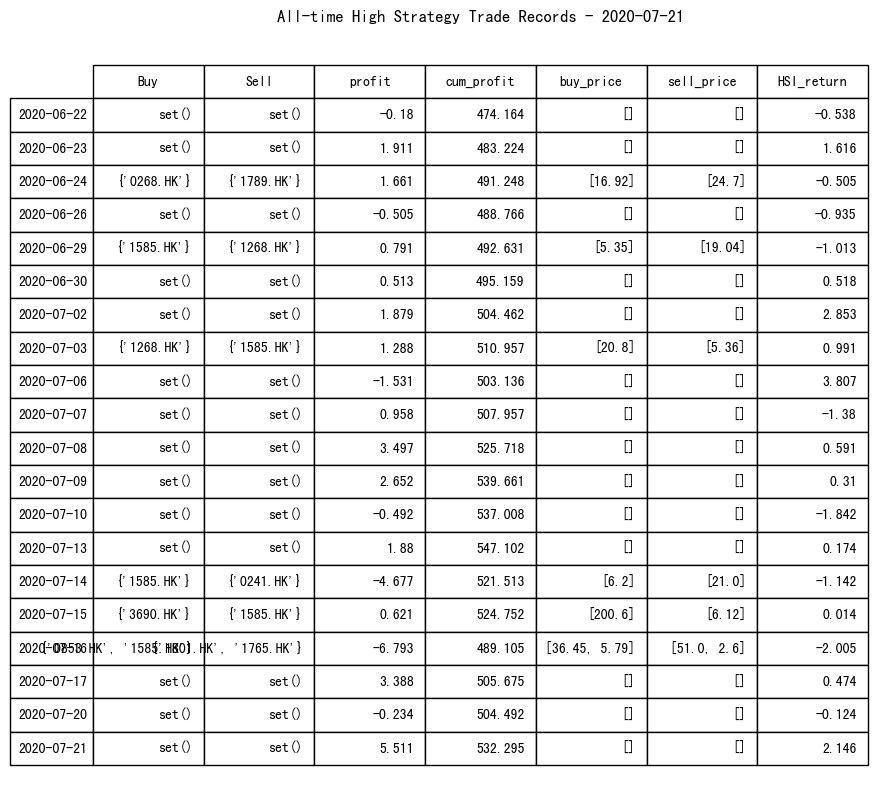 All-time High Strategy Trade Records - 2020-07-21
Buy Sell profit cum_profit buy_price sell_price HSI_return
2020-06-22 set() set() -0.18 474.164 [] [] -0.538
2020-06-23 set() set() 1.911 483.224 [] [] 1.616
2020-06-24 {'0268.HK'} {'1789.HK'} 1.661 491.248 [16.92] [24.7] -0.505
2020-06-26 set() set() -0.505 488.766 [] [] -0.935
2020-06-29 {'1585.HK'} {'1268.HK'} 0.791 492.631 [5.35] [19.04] -1.013
2020-06-30 set() set() 0.513 495.159 [] [] 0.518
2020-07-02 set() set() 1.879 504.462 [] [] 2.853
2020-07-03 {'1268.HK'} {'1585.HK'} 1.288 510.957 [20.8] [5.36] 0.991
2020-07-06 set() set() -1.531 503.136 [] [] 3.807
2020-07-07 set() set() 0.958 507.957 [] [] -1.38
2020-07-08 set() set() 3.497 525.718 [] [] 0.591
2020-07-09 set() set() 2.652 539.661 [] [] 0.31
2020-07-10 set() set() -0.492 537.008 [] [] -1.842
2020-07-13 set() set() 1.88 547.102 [] [] 0.174
2020-07-14 {'1585.HK'} {'0241.HK'} -4.677 521.513 [6.2] [21.0] -1.142
2020-07-15 {'3690.HK'} {'1585.HK'} 0.621 524.752 [200.6] [6.12] 0.014
'1765.HK'} -6.793 489.105 [36.45, 5.79] [51.0, 2.6] -2.005
2020-07-17 set() set() 3.388 505.675 [] [] 0.474
2020-07-20 set() set() -0.234 504.492 [] [] -0.124
2020-07-21 set() set() 5.511 532.295 [] [] 2.146